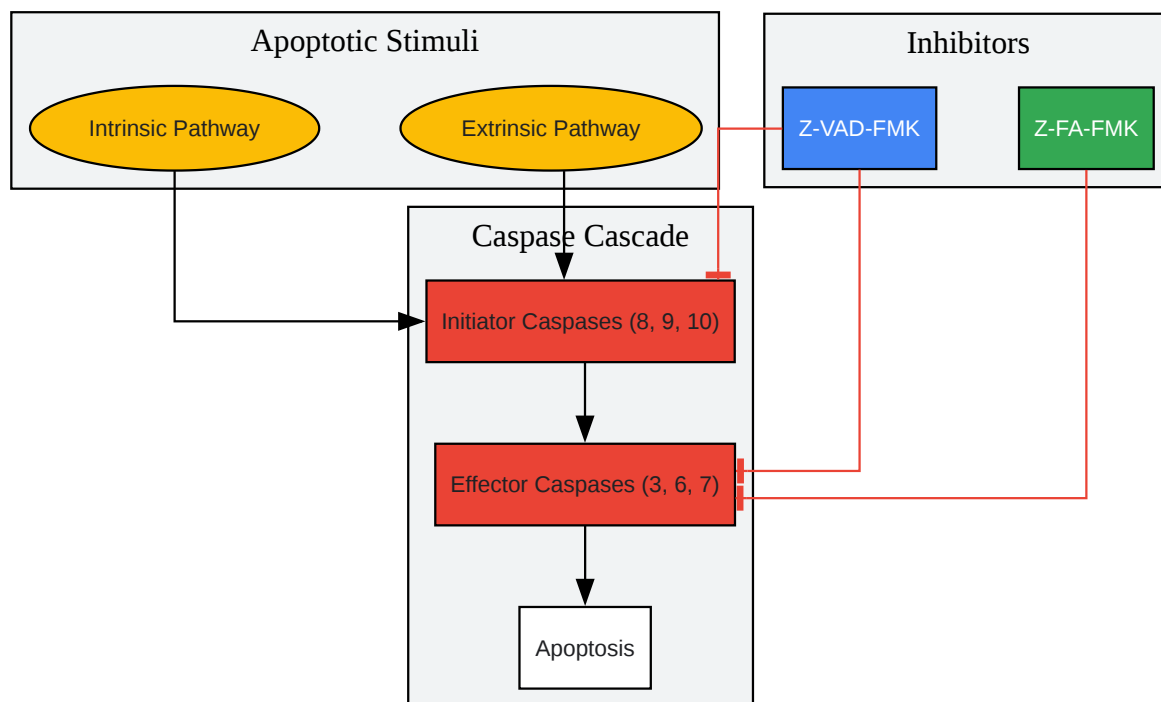 Apoptotic Stimuli
Inhibitors
Intrinsic Pathway
Extrinsic Pathway
Z-VAD-FMK
Z-FA-FMK
Caspase Cascade
Initiator Caspases (8, 9, 10)
Effector Caspases (3, 6, 7)
Apoptosis